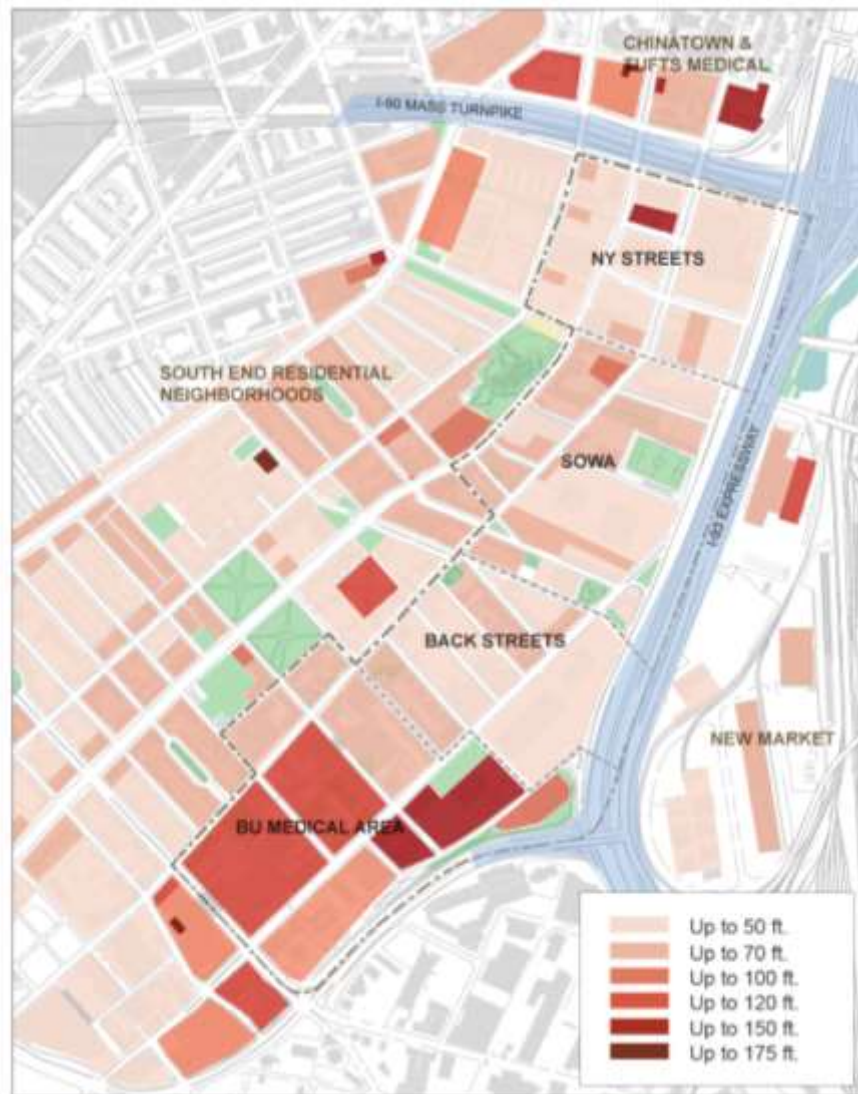 CHINATOWN &
TUFTS MEDICAL
I-90 MASS TURNPIKE
NY STREETS
SOUTH END RESIDENTIAL
NEIGHBORHOODS
SOWA
I-93 EXPRESSWAY
BACK STREETS
NEW MARKET
BU MEDICAL AREA
Up to 50 ft.
Up to 70 ft.
Up to 100 ft.
Up to 120 ft.
Up to 150 ft.
Up to 175 ft.